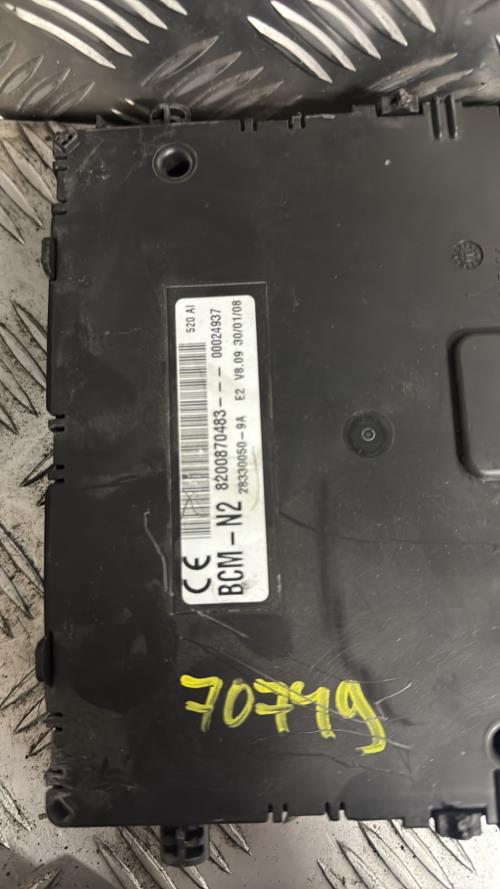 520 AI
CE
BCM-N2 8200870483--- 00024937
28330050-9A E2 V8.09 30/01/08
70719